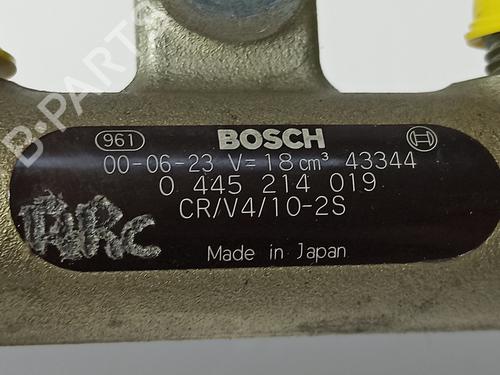 B-PARTS
961 BOSCH
00-06-23 V=18 cm³ 43344
0 445 214 019
CR/V4/10-2S
Made in Japan